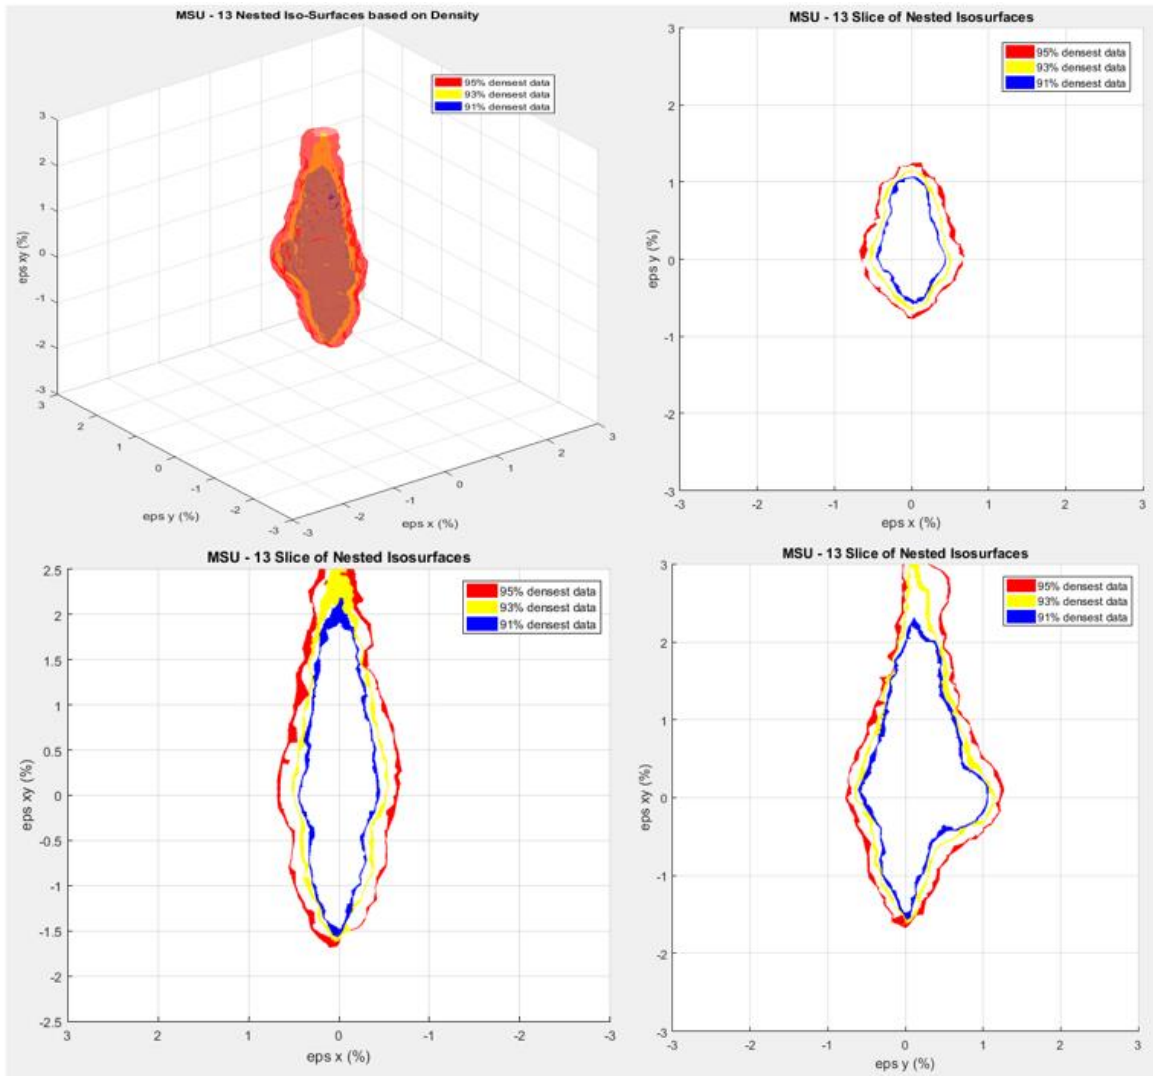 MSU - 13 Nested Iso-Surfaces based on Density
95% densest data
93% densest data
91% densest data
3
2
1
0
-1
-2
-3
eps xy (%)
3
2
1
0
-1
-2
-3
eps y (%)
-3
-2
-1
0
1
2
3
eps x (%)
MSU - 13 Slice of Nested Isosurfaces
95% densest data
93% densest data
91% densest data
3
2
1
0
-1
-2
-3
eps y (%)
-3
-2
-1
0
1
2
3
eps x (%)
MSU - 13 Slice of Nested Isosurfaces
95% densest data
93% densest data
91% densest data
2.5
2
1.5
1
0.5
0
-0.5
-1
-1.5
-2
-2.5
eps xy (%)
3
2
1
0
-1
-2
-3
eps x (%)
MSU - 13 Slice of Nested Isosurfaces
95% densest data
93% densest data
91% densest data
3
2
1
0
-1
-2
-3
eps xy (%)
-3
-2
-1
0
1
2
3
eps y (%)